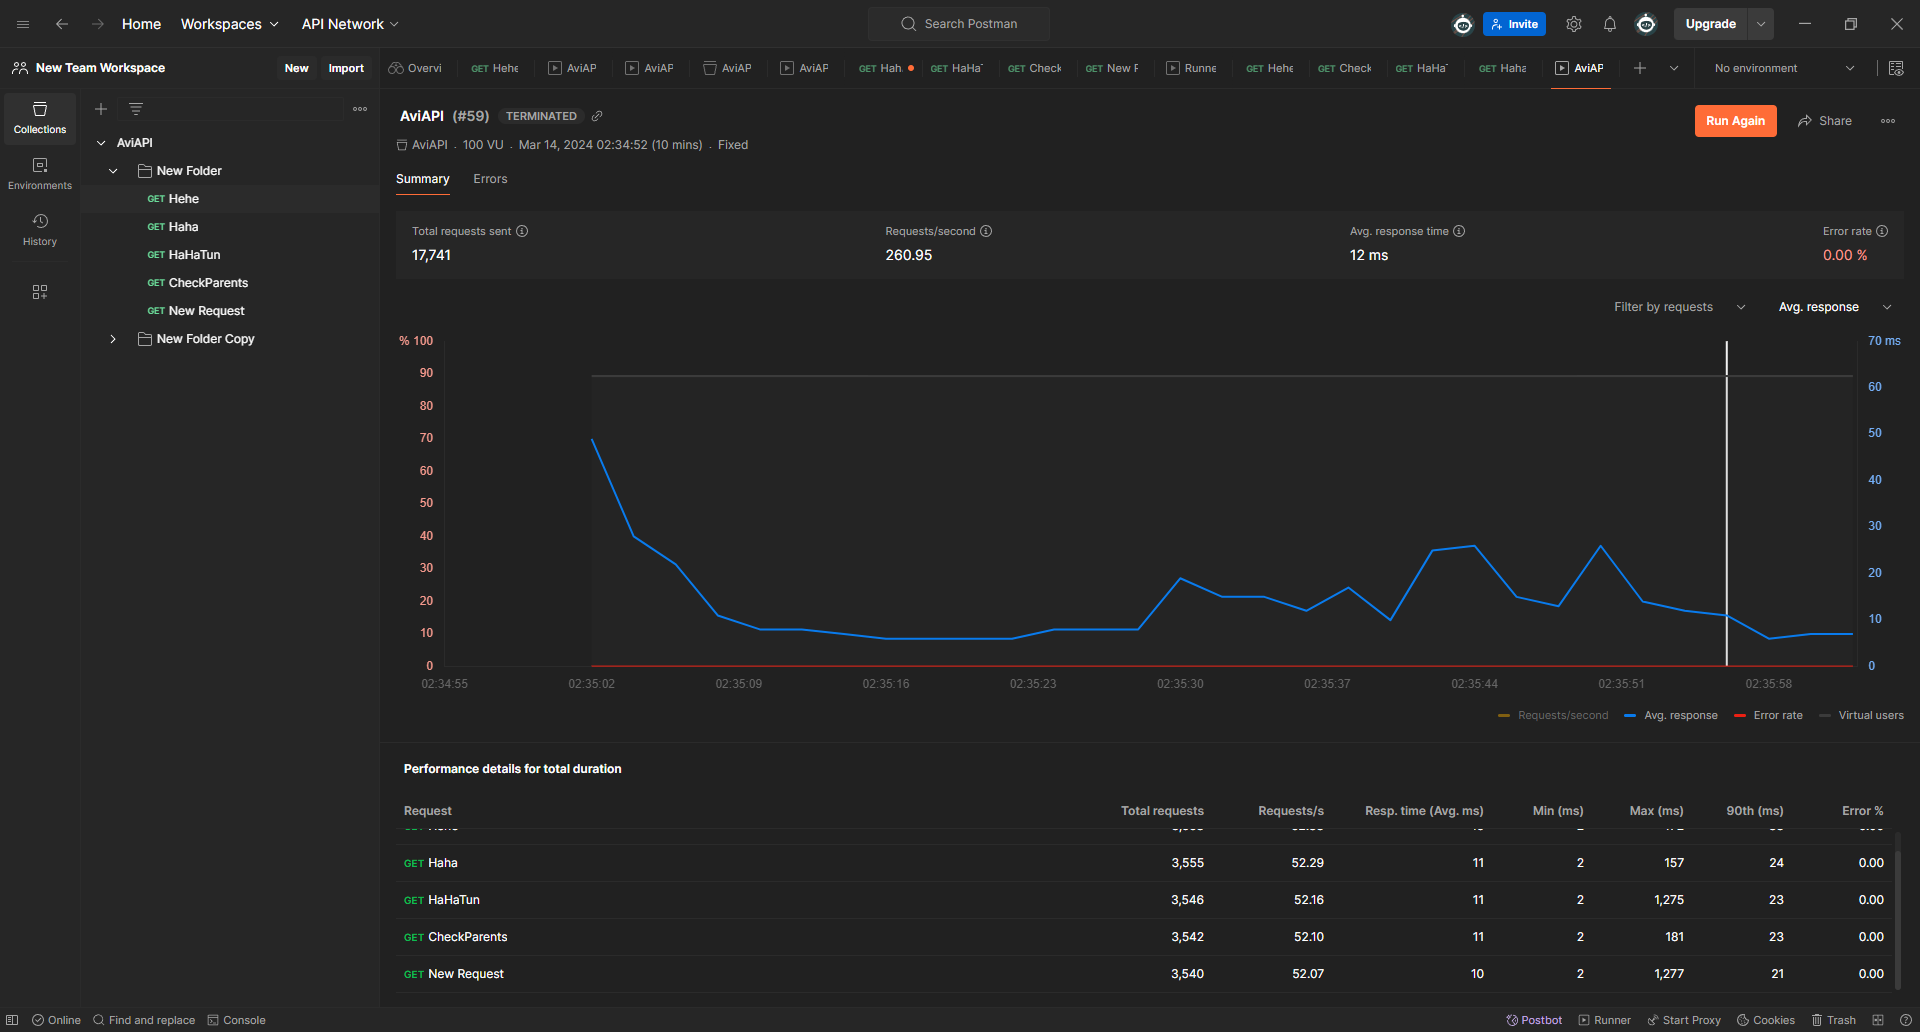 Home Workspaces API Network Search Postman Invite Upgrade
New Team Workspace New Import Overvi GET Hehe AviAP AviAP AviAP AviAP GET Hah. GET HaHaT GET Check GET New F Runne GET Hehe GET Check GET HaHaT GET Haha AviAP No environment
Collections
Environments
History
AviAPI
New Folder
GET Hehe
GET Haha
GET HaHaTun
GET CheckParents
GET New Request
New Folder Copy
AviAPI (#59) TERMINATED
Run Again Share
AviAPI . 100 VU . Mar 14, 2024 02:34:52 (10 mins) . Fixed
Summary Errors
Total requests sent Requests/second Avg. response time Error rate
17,741 260.95 12 ms 0.00 %
Filter by requests Avg. response
% 100 70 ms
90
60
80
70 50
60
50 40
40 30
30
20
20
10 10
0 0
02:34:55 02:35:02 02:35:09 02:35:16 02:35:23 02:35:30 02:35:37 02:35:44 02:35:51 02:35:58
Requests/second Avg. response Error rate Virtual users
Performance details for total duration
Request Total requests Requests/s Resp. time (Avg. ms) Min (ms) Max (ms) 90th (ms) Error %
GET Haha 3,555 52.29 11 2 157 24 0.00
GET HaHaTun 3,546 52.16 11 2 1,275 23 0.00
GET CheckParents 3,542 52.10 11 2 181 23 0.00
GET New Request 3,540 52.07 10 2 1,277 21 0.00
Online Find and replace Console Postbot Runner Start Proxy Cookies Trash